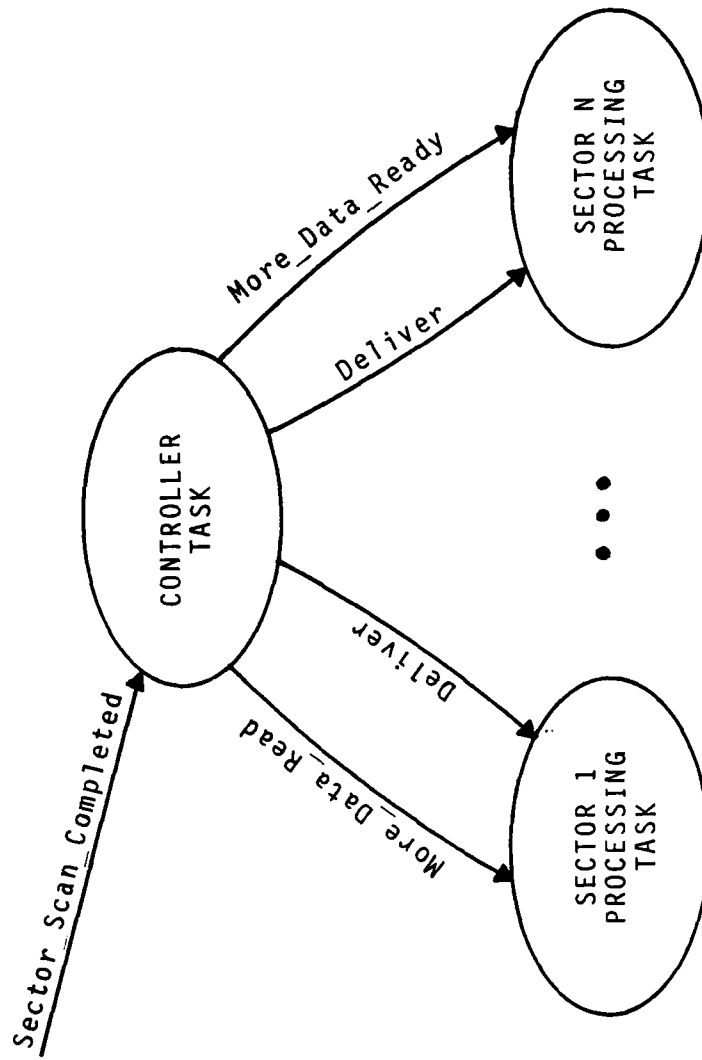 Sector_Scan_Completed
CONTROLLER
TASK
More_Data_Read
Deliver
Deliver
More_Data_Ready
SECTOR 1
PROCESSING
TASK
SECTOR N
PROCESSING
TASK